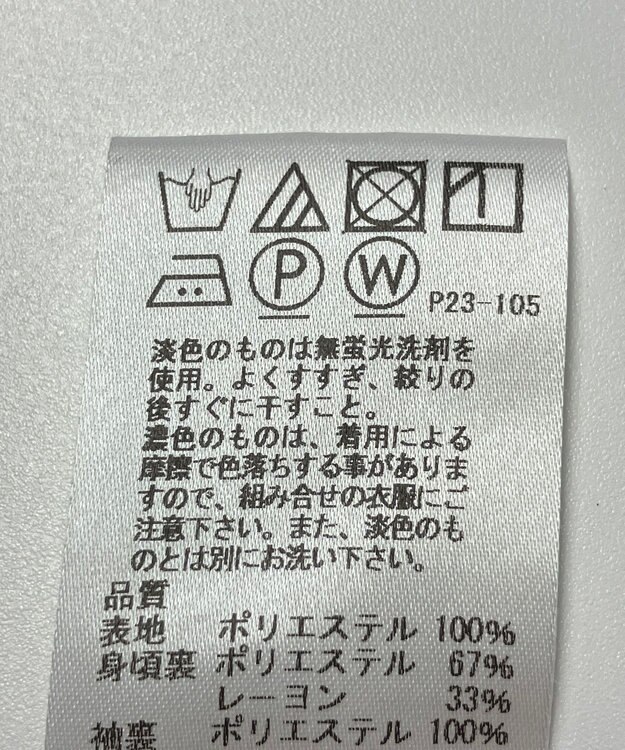 P W P23-105
淡色のものは無蛍光洗剤を
使用。よくすすぎ、絞りの
後すぐに干すこと。
濃色のものは、着用による
摩擦で色落ちする事がありま
すので、組み合せの衣服にご
注意下さい。また、淡色のも
のとは別にお洗い下さい。
品質
表地 ポリエステル 100%
身頃裏 ポリエステル 67%
レーヨン 33%
袖裏 ポリエステル 100%